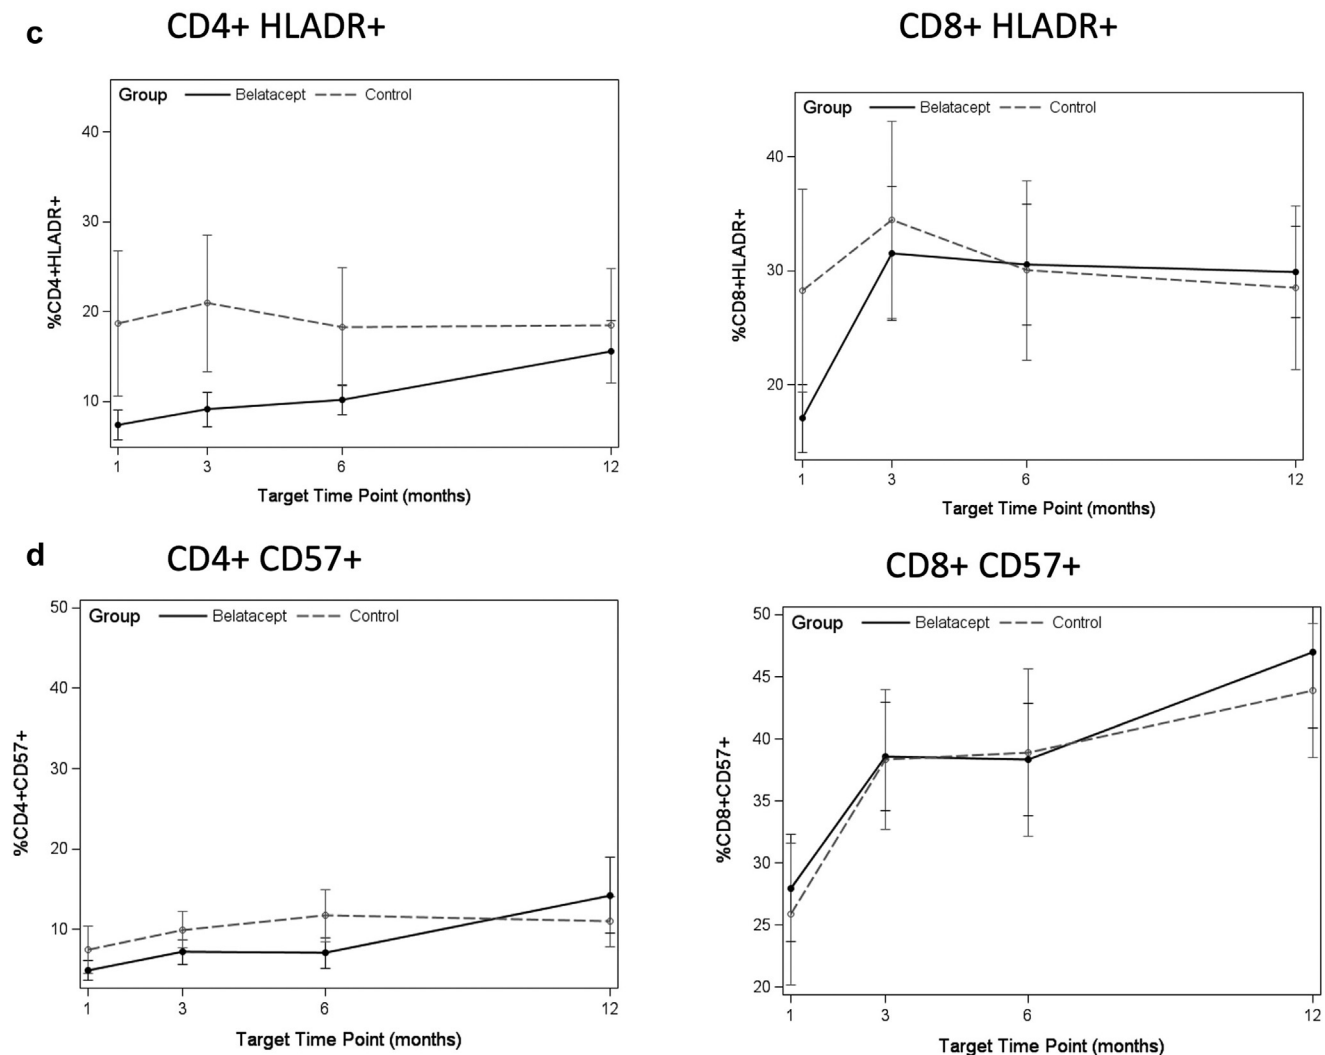 c
CD4+ HLADR+
CD8+ HLADR+
Group Belatacept Control
40
30
20
10
%CD4+HLADR+
1 3 6 12
Target Time Point (months)
Group Belatacept Control
40
30
20
%CD8+HLADR+
1 3 6 12
Target Time Point (months)
d
CD4+ CD57+
CD8+ CD57+
Group Belatacept Control
50
40
30
20
10
%CD4+CD57+
1 3 6 12
Target Time Point (months)
Group Belatacept Control
50
45
40
35
30
25
20
%CD8+CD57+
1 3 6 12
Target Time Point (months)